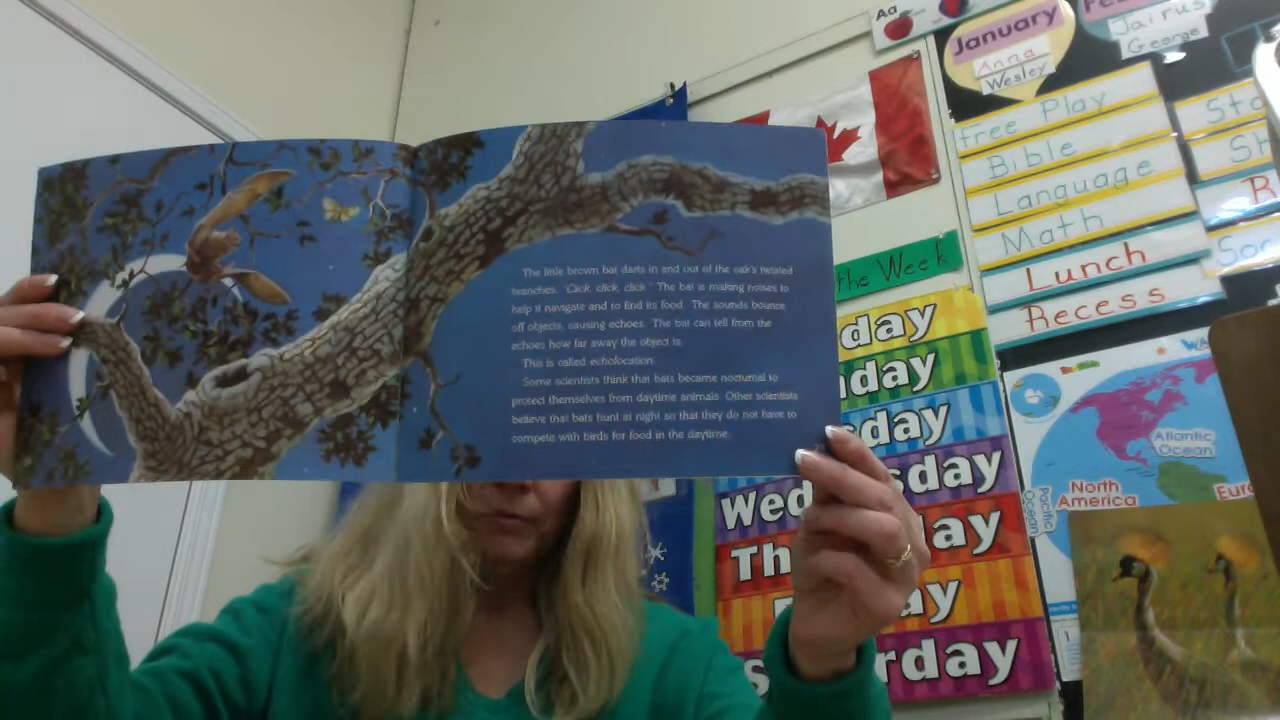 The little brown bat darts in and out of the oak's twisted
branches. "Click, click, click." The bat is making noises to
help it navigate and to find its food. The sounds bounce
off objects, causing echoes. The bat can tell from the
echoes how far away the object is.
This is called echolocation.
Some scientists think that bats became nocturnal to
protect themselves from daytime animals. Other scientists
believe that bats hunt at night so that they do not have to
compete with birds for food in the daytime.
Aa
January
Anna
Wesley
Jairus
George
free Play
Bible
Language
Math
Lunch
Recess
the Week
day
day
sday
Wed sday
Th ay
ay
rday
Atlantic
Ocean
North
America
Pacific
Ocean